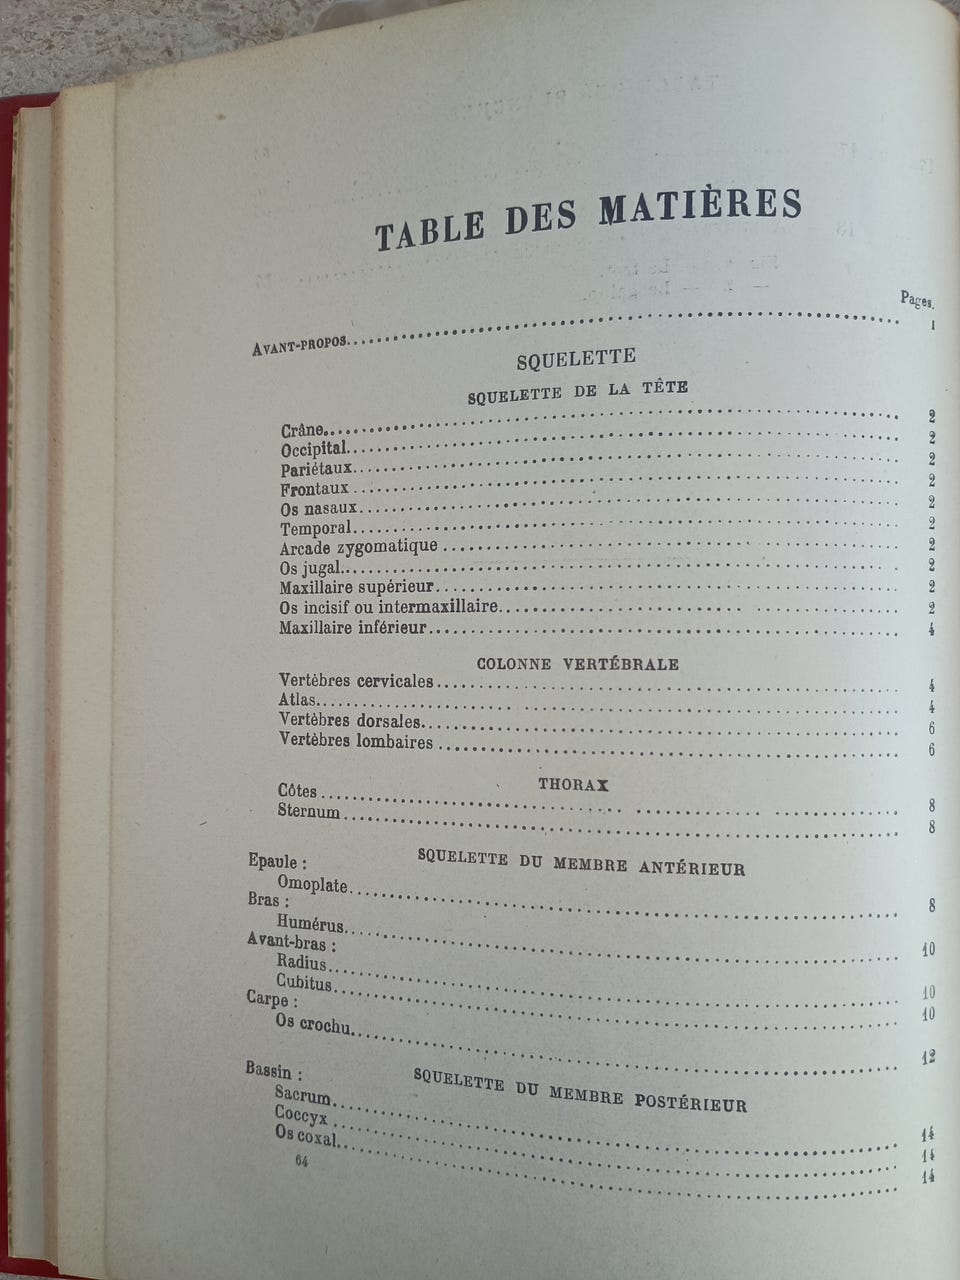 TABLE DES MATIÈRES
Pages.
AVANT-PROPOS........ 1
SQUELETTE
SQUELETTE DE LA TÊTE
Crâne........ 2
Occipital........ 2
Pariétaux........ 2
Frontaux........ 2
Os nasaux........ 2
Temporal........ 2
Arcade zygomatique........ 2
Os jugal........ 2
Maxillaire supérieur........ 2
Os incisif ou intermaxillaire........ 2
Maxillaire inférieur........ 4
COLONNE VERTÉBRALE
Vertèbres cervicales........ 4
Atlas........ 4
Vertèbres dorsales........ 6
Vertèbres lombaires........ 6
THORAX
Côtes........ 8
Sternum........ 8
SQUELETTE DU MEMBRE ANTÉRIEUR
Epaule :
Omoplate........ 8
Bras :
Humérus........ 10
Avant-bras :
Radius........ 10
Cubitus........ 10
Carpe :
Os crochu........ 12
SQUELETTE DU MEMBRE POSTÉRIEUR
Bassin :
Sacrum........ 14
Coccyx........ 14
Os coxal........ 14
64